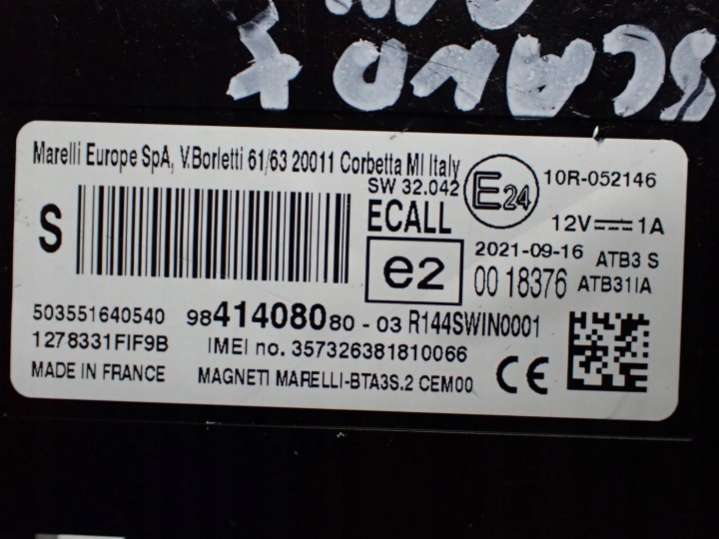 SCANO 7
Marelli Europe SpA, V.Borletti 61/63 20011 Corbetta MI Italy
SW 32.042
E24
10R-052146
S
ECALL
12V 1A
e2
2021-09-16 ATB3 S
00 18376 ATB31IA
503551640540
9841408080-03 R144SWIN0001
1278331FIF9B
IMEI no. 357326381810066
MADE IN FRANCE
MAGNETI MARELLI-BTA3S.2 CEM00
CE